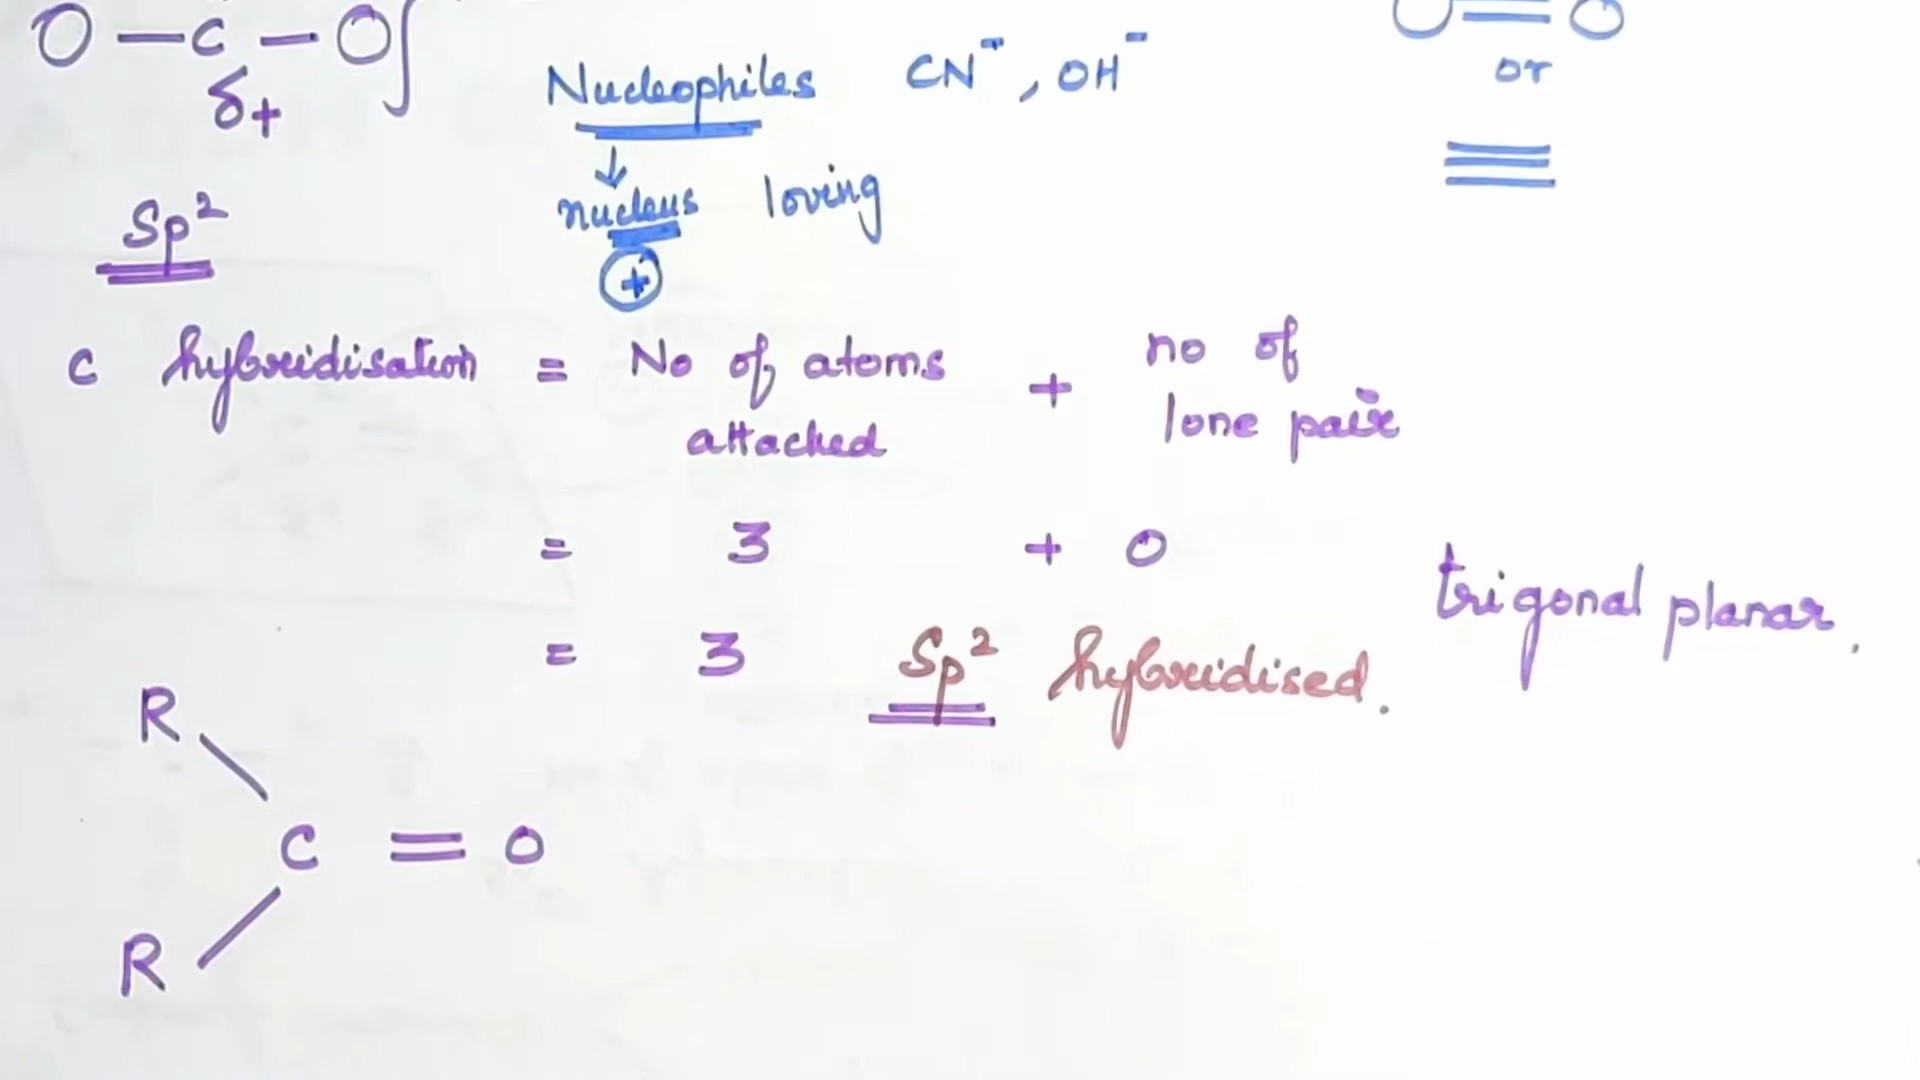 O — C — O
δ+
Nucleophiles CN⁻, OH⁻
↓
nucleus loving
+
O = O
or
≡
Sp²
C hybridisation = No of atoms attached + no of lone pair
= 3 + 0
= 3 Sp² hybridised.
trigonal planar.
R
C = O
R